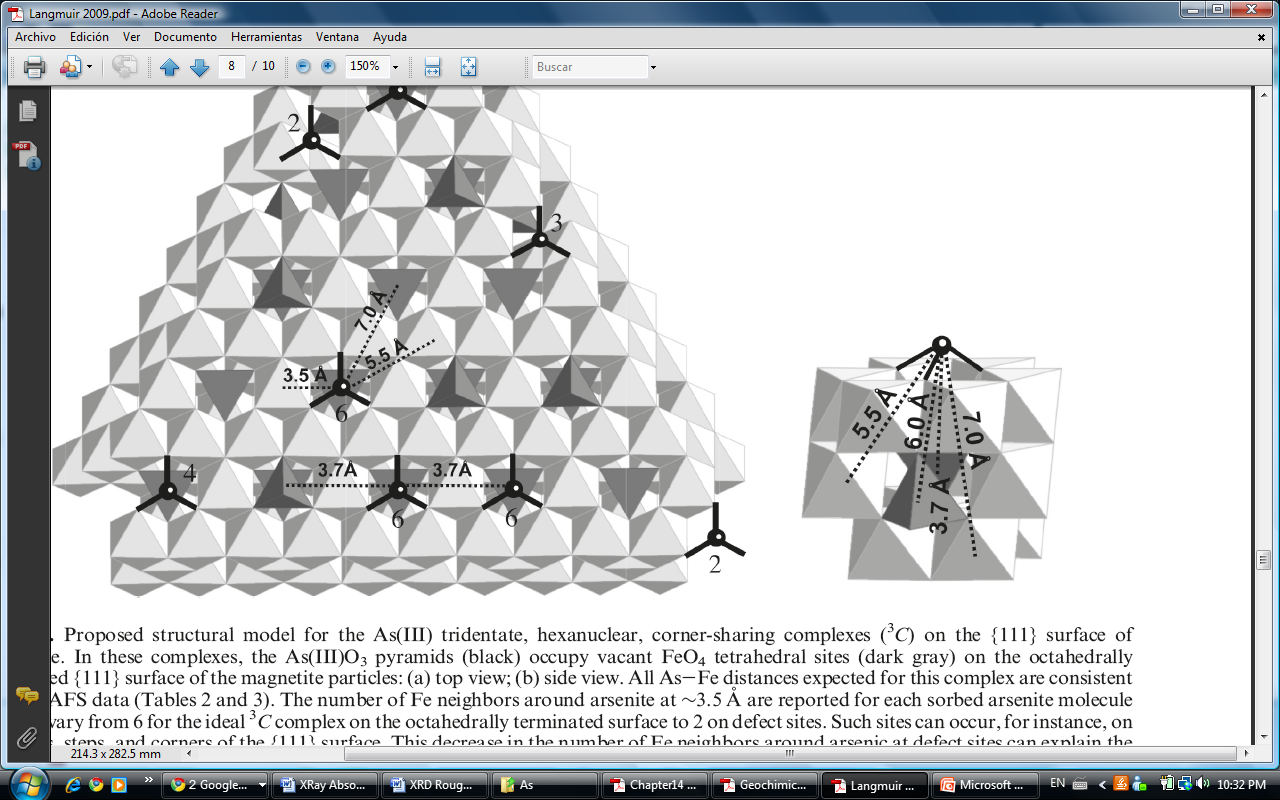 Langmuir 2009.pdf - Adobe Reader
Archivo Edición Ver Documento Herramientas Ventana Ayuda
8 / 10 150% Buscar
2
3
7.0 Å
5.5 Å
3.5 Å
6
4
3.7Å 3.7Å
6 6
2
5.5 Å
6.0 Å
7.0 Å
3.7 Å
. Proposed structural model for the As(III) tridentate, hexanuclear, corner-sharing complexes (³C) on the {111} surface of
e. In these complexes, the As(III)O₃ pyramids (black) occupy vacant FeO₄ tetrahedral sites (dark gray) on the octahedrally
ed {111} surface of the magnetite particles: (a) top view; (b) side view. All As−Fe distances expected for this complex are consistent
AFS data (Tables 2 and 3). The number of Fe neighbors around arsenite at ~3.5 Å are reported for each sorbed arsenite molecule
vary from 6 for the ideal ³C complex on the octahedrally terminated surface to 2 on defect sites. Such sites can occur, for instance, on
, steps, and corners of the {111} surface. This decrease in the number of Fe neighbors around arsenic at defect sites can explain the
214.3 x 282.5 mm
2 Google... XRay Abso... XRD Roug... As Chapter14 ... Geochimic... Langmuir ... Microsoft ... EN 10:32 PM